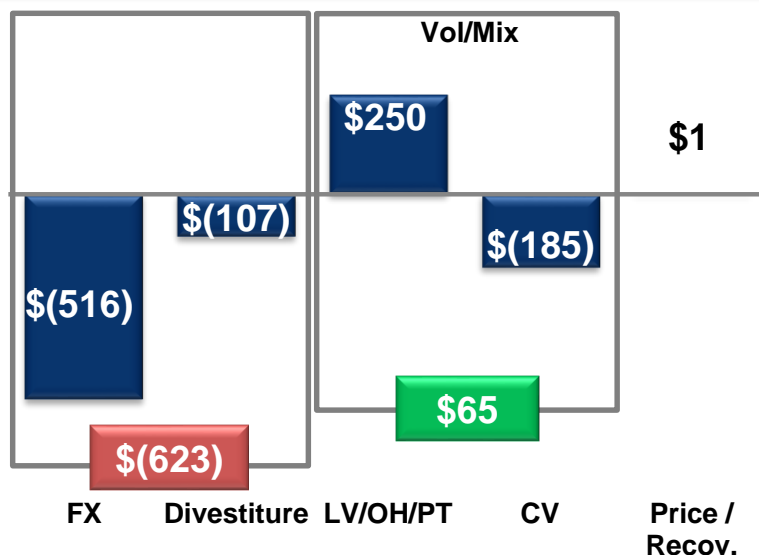 Vol/Mix
$250
$1
$(107)
$(185)
$(516)
$65
$(623)
FX Divestiture LV/OH/PT CV Price /
Recov.